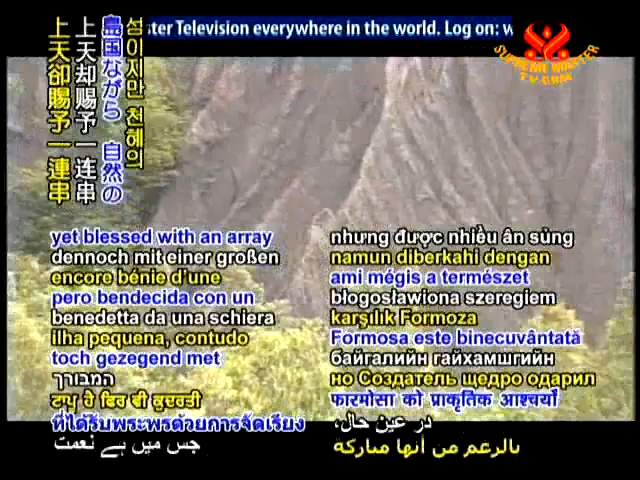 ster Television everywhere in the world. Log on: w
SUPREME MASTER
TV.COM
섬이지만 천혜의
島国ながら 自然の
上天却赐予一连串
上天卻賜予一連串
yet blessed with an array
dennoch mit einer großen
encore bénie d'une
pero bendecida con un
benedetta da una schiera
ilha pequena, contudo
toch gezegend met
המבורך
ਟਾਪੂ ਹੈ ਫਿਰ ਵੀ ਕੁਦਰਤੀ
ที่ได้รับพระพรด้วยการจัดเรียง
جس میں ہے نعمت
nhưng được nhiều ân sủng
namun diberkahi dengan
ami mégis a természet
błogosławiona szeregiem
karşılık Formoza
Formosa este binecuvântată
байгалийн гайхамшгийн
но Создатель щедро одарил
फारमोसा को प्राकृतिक आश्चर्यों
در عین حال،
بالرغم من أنها مباركة